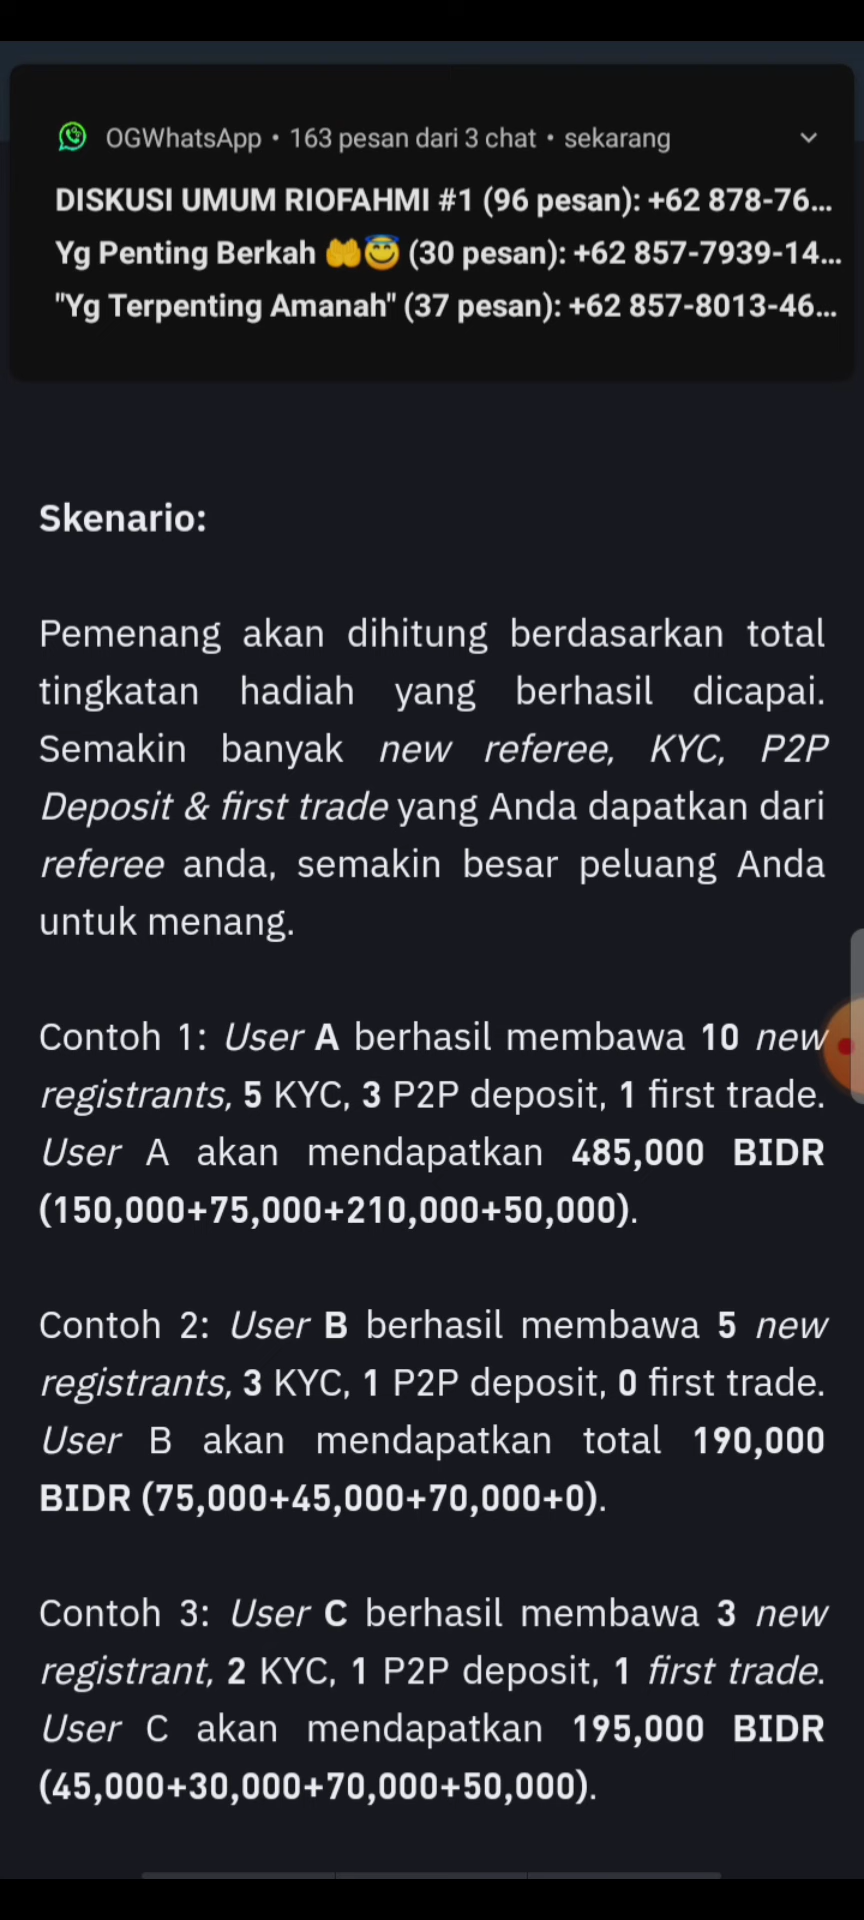 OGWhatsApp • 163 pesan dari 3 chat • sekarang
DISKUSI UMUM RIOFAHMI #1 (96 pesan): +62 878-76...
Yg Penting Berkah 🤲😇 (30 pesan): +62 857-7939-14...
"Yg Terpenting Amanah" (37 pesan): +62 857-8013-46...
Skenario:
Pemenang akan dihitung berdasarkan total
tingkatan hadiah yang berhasil dicapai.
Semakin banyak new referee, KYC, P2P
Deposit & first trade yang Anda dapatkan dari
referee anda, semakin besar peluang Anda
untuk menang.
Contoh 1: User A berhasil membawa 10 new
registrants, 5 KYC, 3 P2P deposit, 1 first trade.
User A akan mendapatkan 485,000 BIDR
(150,000+75,000+210,000+50,000).
Contoh 2: User B berhasil membawa 5 new
registrants, 3 KYC, 1 P2P deposit, 0 first trade.
User B akan mendapatkan total 190,000
BIDR (75,000+45,000+70,000+0).
Contoh 3: User C berhasil membawa 3 new
registrant, 2 KYC, 1 P2P deposit, 1 first trade.
User C akan mendapatkan 195,000 BIDR
(45,000+30,000+70,000+50,000).